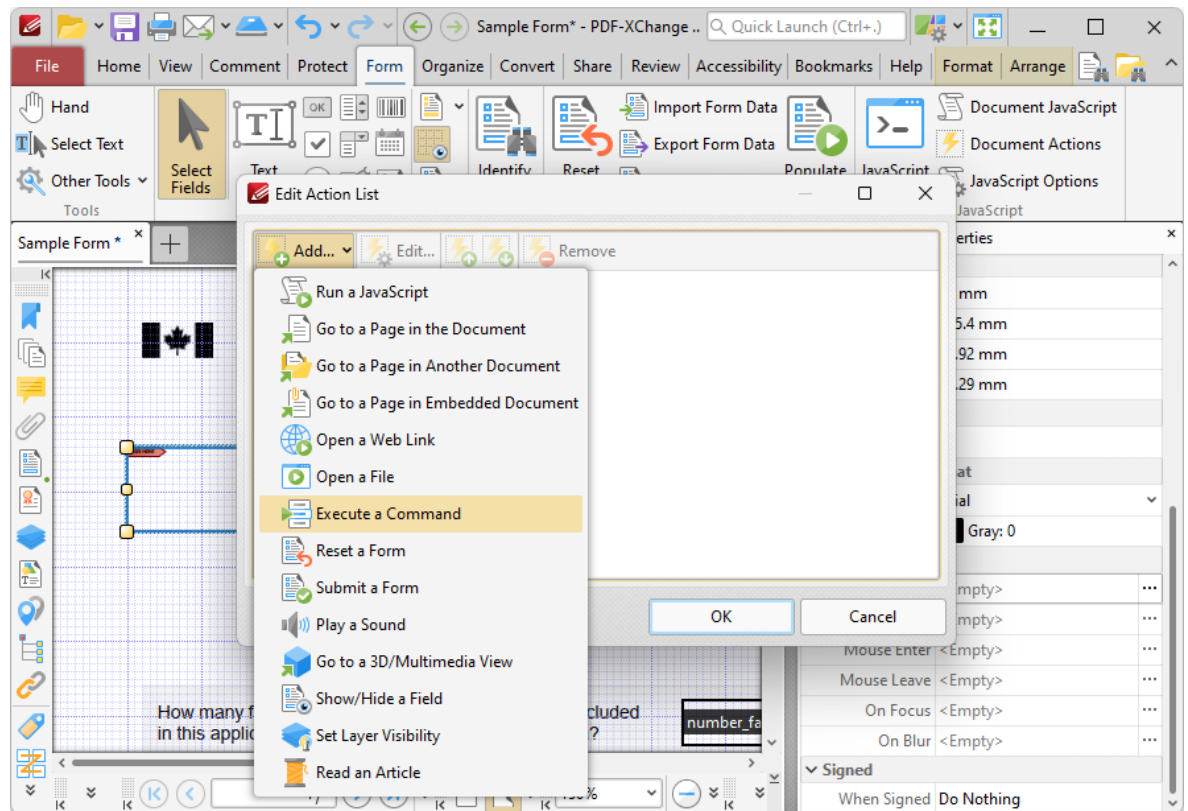 Sample Form* - PDF-XChange ..
Quick Launch (Ctrl+.)
File Home View Comment Protect Form Organize Convert Share Review Accessibility Bookmarks Help Format Arrange
Hand
Select Text
Other Tools
Tools
Select
Fields
Text
OK
Identify
Reset
Import Form Data
Export Form Data
Populate
JavaScript
Document JavaScript
Document Actions
JavaScript Options
JavaScript
Sample Form *
Edit Action List
Add... Edit... Remove
Run a JavaScript
Go to a Page in the Document
Go to a Page in Another Document
Go to a Page in Embedded Document
Open a Web Link
Open a File
Execute a Command
Reset a Form
Submit a Form
Play a Sound
Go to a 3D/Multimedia View
Show/Hide a Field
Set Layer Visibility
Read an Article
OK Cancel
erties
mm
5.4 mm
.92 mm
.29 mm
at
ial
Gray: 0
mpty>
mpty>
Mouse Enter <Empty>
Mouse Leave <Empty>
On Focus <Empty>
On Blur <Empty>
Signed
When Signed Do Nothing
How many f
in this applic
cluded
?
number_fa